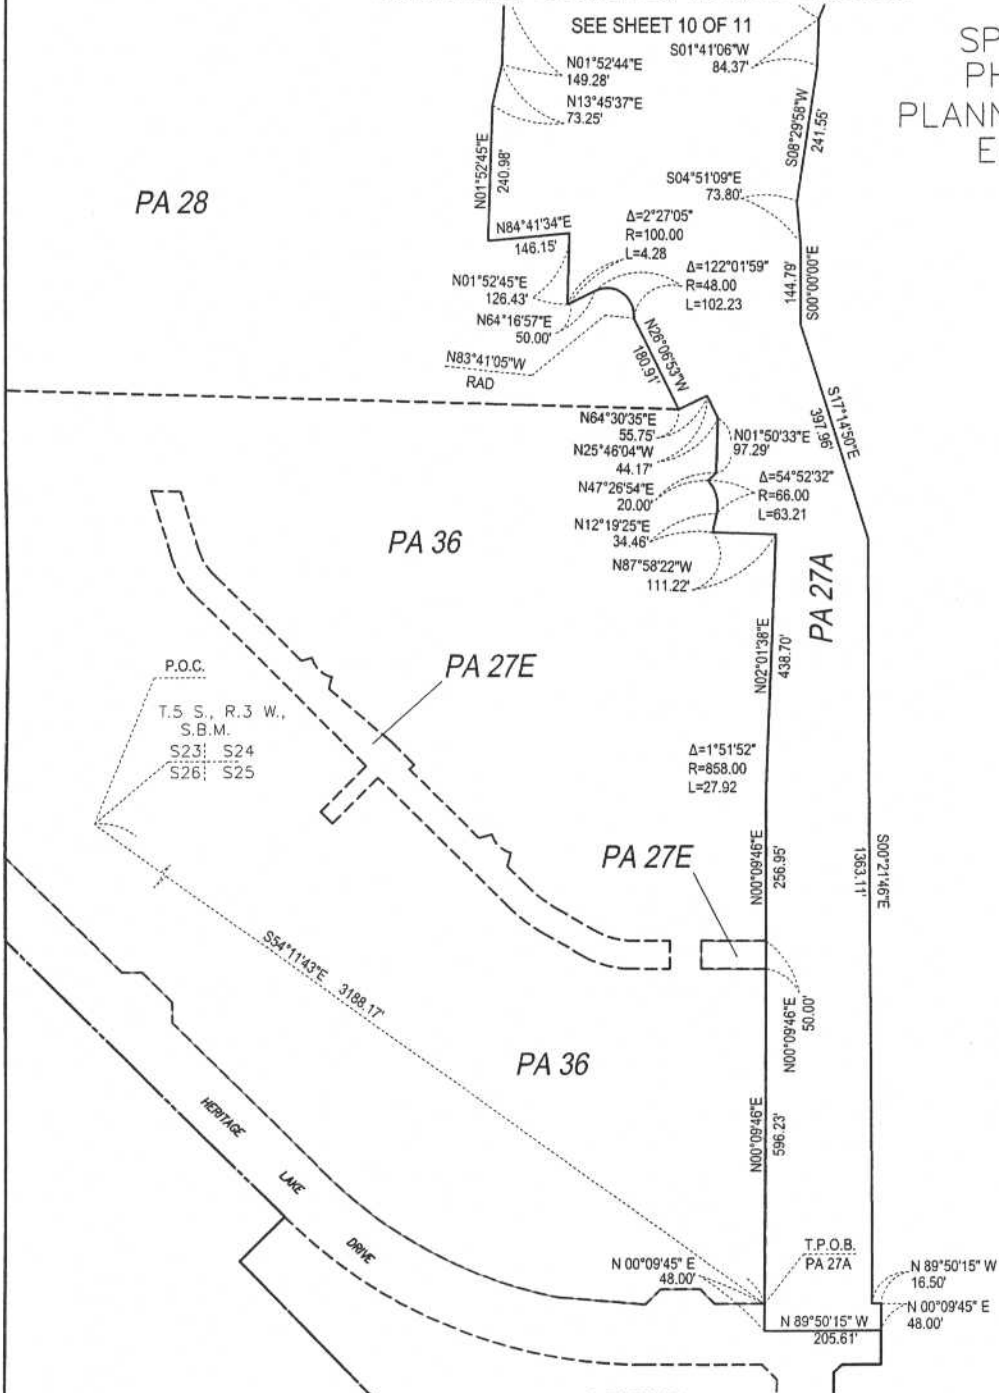 SEE SHEET 10 OF 11
S01°41'06"W
84.37'
N01°52'44"E
149.28'
N13°45'37"E
73.25'
SP
PH
PLANN
E
S08°29'58"W
241.55'
N01°52'45"E
240.98'
S04°51'09"E
73.80'
PA 28
N84°41'34"E
146.15'
Δ=2°27'05"
R=100.00
L=4.28
Δ=122°01'59"
R=48.00
L=102.23
N01°52'45"E
126.43'
N64°16'57"E
50.00'
144.79'
S00°00'00"E
N83°41'05"W
RAD
N26°06'53"W
180.91'
S17°14'50"E
397.96'
N64°30'35"E
55.75'
N25°46'04"W
44.17'
N01°50'33"E
97.29'
N47°26'54"E
20.00'
Δ=54°52'32"
R=66.00
L=63.21
N12°19'25"E
34.46'
N87°58'22"W
111.22'
PA 36
PA 27A
N02°01'38"E
438.70'
PA 27E
P.O.C.
T.5 S., R.3 W.,
S.B.M.
S23 S24
S26 S25
Δ=1°51'52"
R=858.00
L=27.92
PA 27E
N00°09'46"E
256.95'
1363.11'
S00°21'46"E
S54°11'43"E 3188.17'
N00°09'46"E
50.00'
PA 36
N00°09'46"E
596.23'
HERITAGE
LAKE
DRIVE
N 00°09'45" E
48.00'
T.P.O.B.
PA 27A
N 89°50'15" W
16.50'
N 00°09'45" E
48.00'
N 89°50'15" W
205.61'